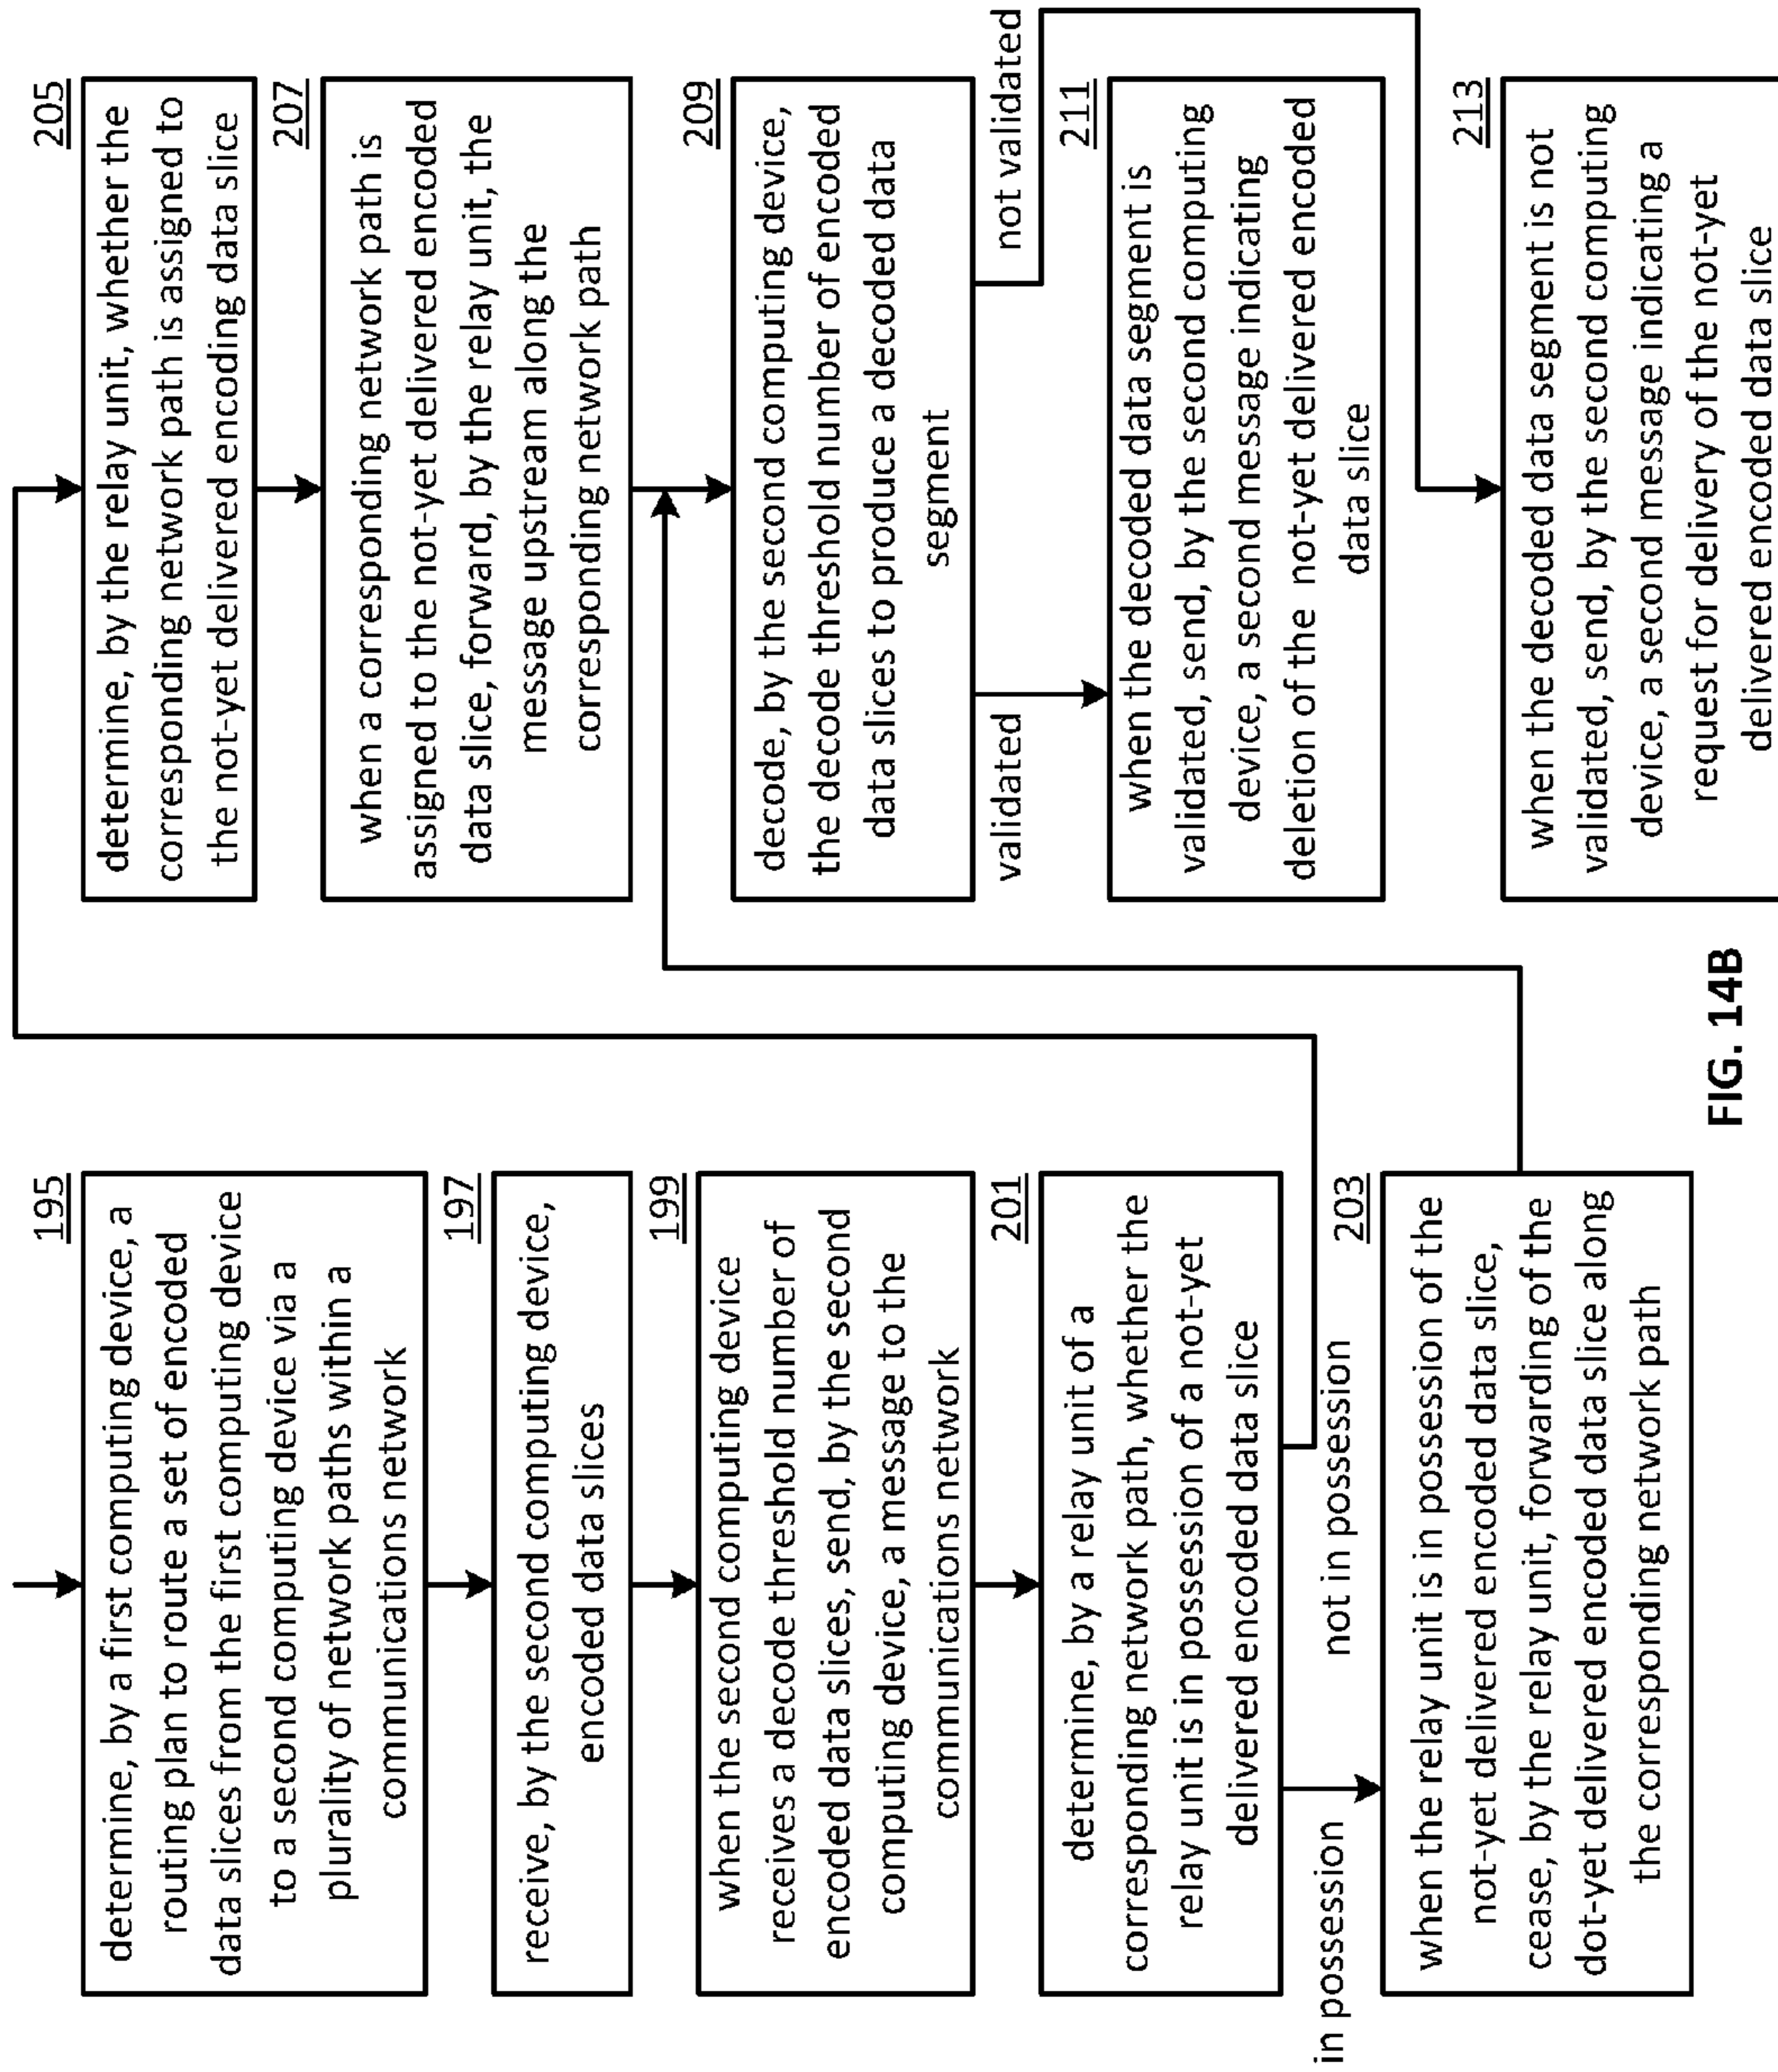 195
determine, by a first computing device, a
routing plan to route a set of encoded
data slices from the first computing device
to a second computing device via a
plurality of network paths within a
communications network
197
receive, by the second computing device,
encoded data slices
199
when the second computing device
receives a decode threshold number of
encoded data slices, send, by the second
computing device, a message to the
communications network
201
determine, by a relay unit of a
corresponding network path, whether the
relay unit is in possession of a not-yet
delivered encoded data slice
in possession
not in possession
203
when the relay unit is in possession of the
not-yet delivered encoded data slice,
cease, by the relay unit, forwarding of the
dot-yet delivered encoded data slice along
the corresponding network path
205
determine, by the relay unit, whether the
corresponding network path is assigned to
the not-yet delivered encoding data slice
207
when a corresponding network path is
assigned to the not-yet delivered encoded
data slice, forward, by the relay unit, the
message upstream along the
corresponding network path
209
decode, by the second computing device,
the decode threshold number of encoded
data slices to produce a decoded data
segment
validated
not validated
211
when the decoded data segment is
validated, send, by the second computing
device, a second message indicating
deletion of the not-yet delivered encoded
data slice
213
when the decoded data segment is not
validated, send, by the second computing
device, a second message indicating a
request for delivery of the not-yet
delivered encoded data slice
FIG. 14B